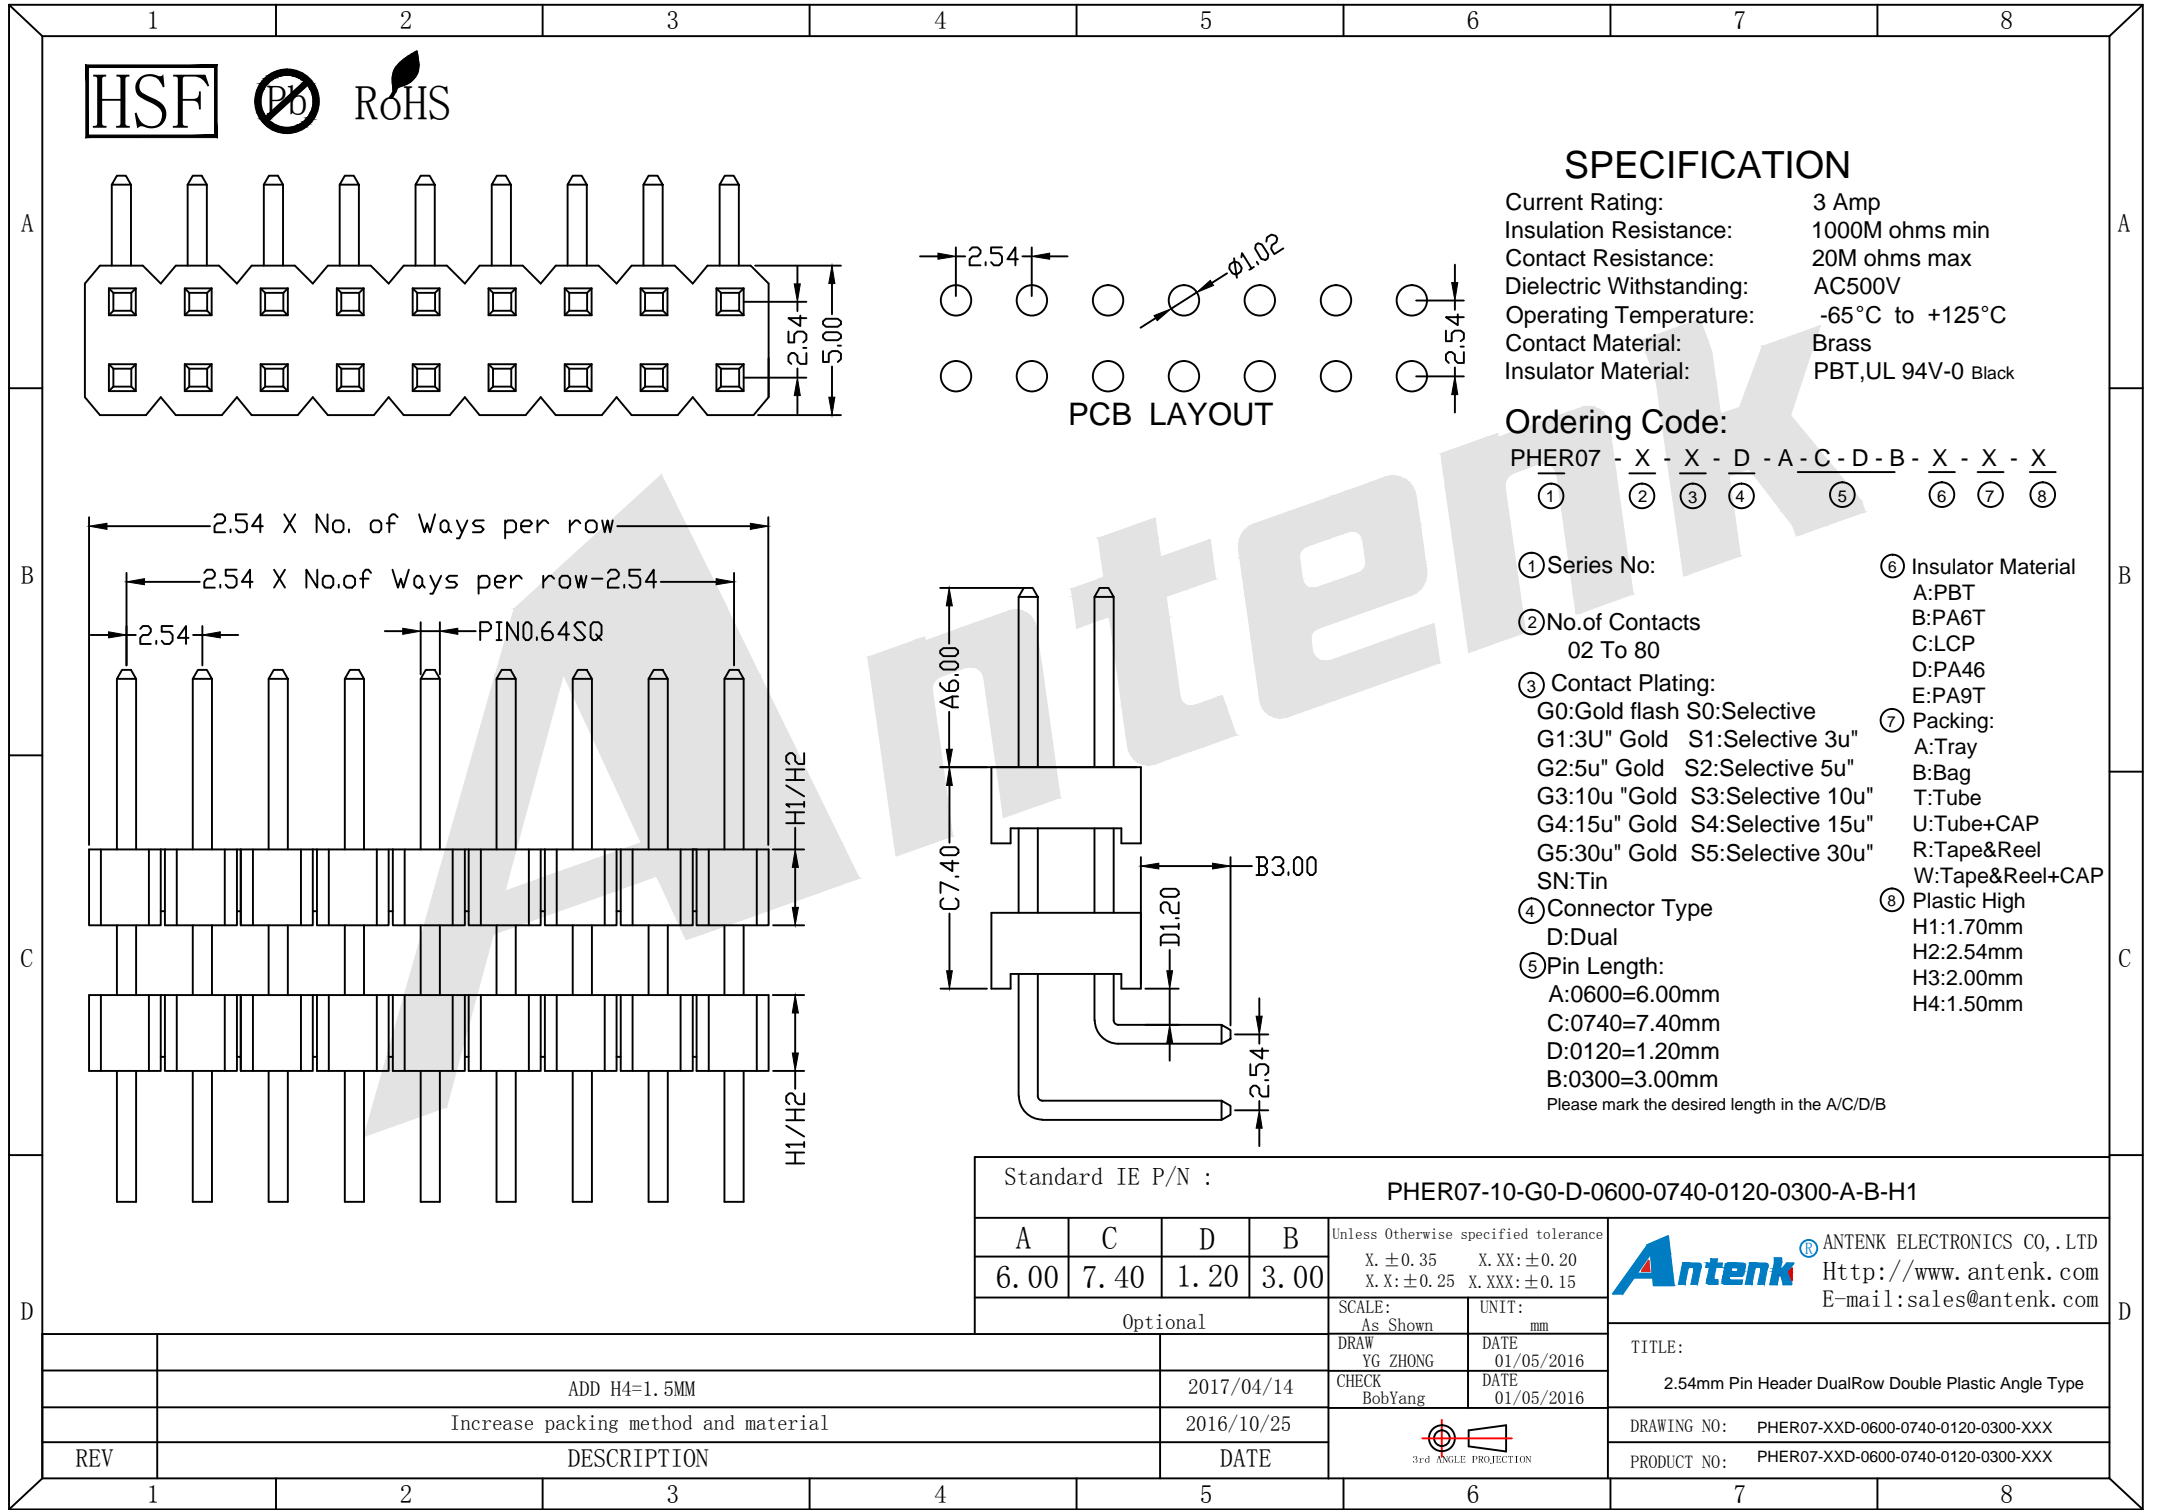 1 2 3 4 5 6 7 8
HSF Pb RoHS
A A
B B
C C
D D
2.54
5.00
2.54
Ø1.02
2.54
PCB LAYOUT
SPECIFICATION
Current Rating: 3 Amp
Insulation Resistance: 1000M ohms min
Contact Resistance: 20M ohms max
Dielectric Withstanding: AC500V
Operating Temperature: -65°C to +125°C
Contact Material: Brass
Insulator Material: PBT,UL 94V-0 Black
Ordering Code:
PHER07 - X - X - D - A - C - D - B - X - X - X
① ② ③ ④ ⑤ ⑥ ⑦ ⑧
①Series No:
②No.of Contacts
02 To 80
③ Contact Plating:
G0:Gold flash S0:Selective
G1:3U" Gold S1:Selective 3u"
G2:5u" Gold S2:Selective 5u"
G3:10u "Gold S3:Selective 10u"
G4:15u" Gold S4:Selective 15u"
G5:30u" Gold S5:Selective 30u"
SN:Tin
④Connector Type
D:Dual
⑤Pin Length:
A:0600=6.00mm
C:0740=7.40mm
D:0120=1.20mm
B:0300=3.00mm
Please mark the desired length in the A/C/D/B
⑥ Insulator Material
A:PBT
B:PA6T
C:LCP
D:PA46
E:PA9T
⑦ Packing:
A:Tray
B:Bag
T:Tube
U:Tube+CAP
R:Tape&Reel
W:Tape&Reel+CAP
⑧ Plastic High
H1:1.70mm
H2:2.54mm
H3:2.00mm
H4:1.50mm
2.54 X No. of Ways per row
2.54 X No.of Ways per row-2.54
2.54
PIN0.64SQ
H1/H2
H1/H2
A6.00
C7.40
B3.00
D1.20
2.54
Antenk
Standard IE P/N :
PHER07-10-G0-D-0600-0740-0120-0300-A-B-H1
A C D B
6.00 7.40 1.20 3.00
Optional
Unless Otherwise specified tolerance
X.±0.35 X.XX:±0.20
X.X:±0.25 X.XXX:±0.15
SCALE: As Shown
UNIT: mm
DRAW YG ZHONG
DATE 01/05/2016
CHECK BobYang
DATE 01/05/2016
3rd ANGLE PROJECTION
Antenk ®
ANTENK ELECTRONICS CO,.LTD
Http://www.antenk.com
E-mail:sales@antenk.com
TITLE:
2.54mm Pin Header DualRow Double Plastic Angle Type
DRAWING NO: PHER07-XXD-0600-0740-0120-0300-XXX
PRODUCT NO: PHER07-XXD-0600-0740-0120-0300-XXX
ADD H4=1.5MM 2017/04/14
Increase packing method and material 2016/10/25
REV DESCRIPTION DATE
1 2 3 4 5 6 7 8